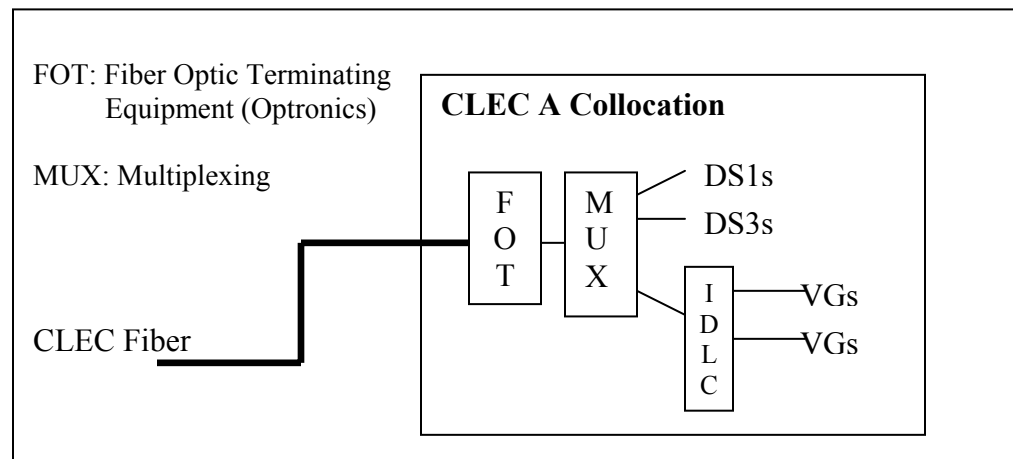 FOT: Fiber Optic Terminating
Equipment (Optronics)
MUX: Multiplexing
CLEC Fiber
CLEC A Collocation
F
O
T
M
U
X
DS1s
DS3s
I
D
L
C
VGs
VGs